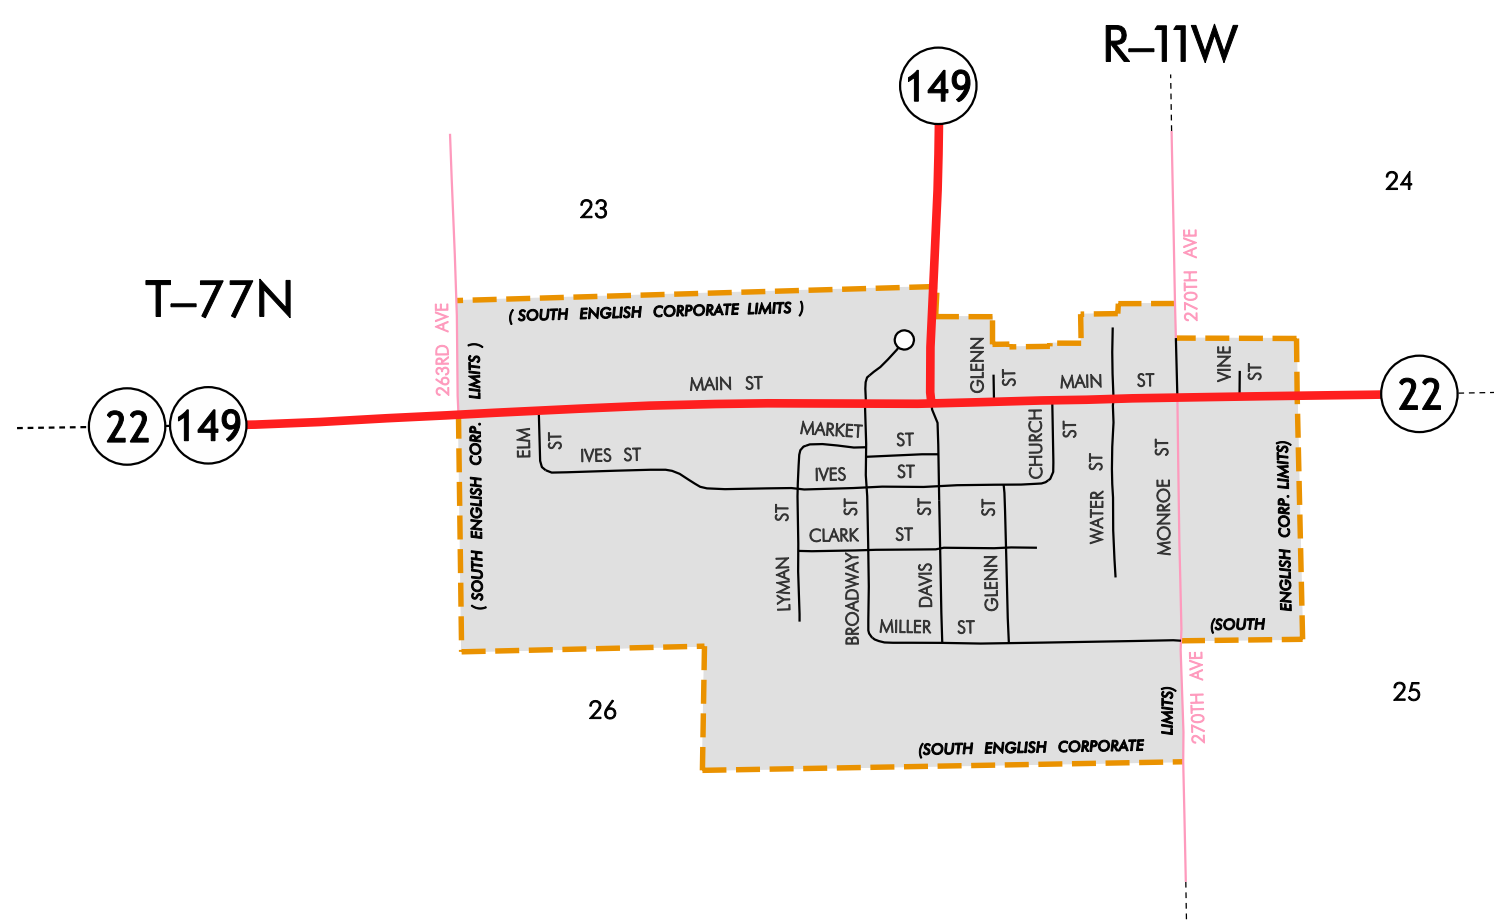 R–11W
149
24
23
270TH AVE
T–77N
263RD AVE
( SOUTH ENGLISH CORPORATE LIMITS )
GLENN ST
VINE ST
MAIN ST
MAIN ST
22
149
22
( SOUTH ENGLISH CORP. LIMITS )
ELM ST
IVES ST
MARKET ST
IVES ST
CHURCH ST
WATER ST
MONROE ST
LYMAN ST
BROADWAY ST
DAVIS ST
GLENN ST
CLARK ST
MILLER ST
(SOUTH
ENGLISH CORP. LIMITS)
270TH AVE
26
25
(SOUTH ENGLISH CORPORATE
LIMITS)